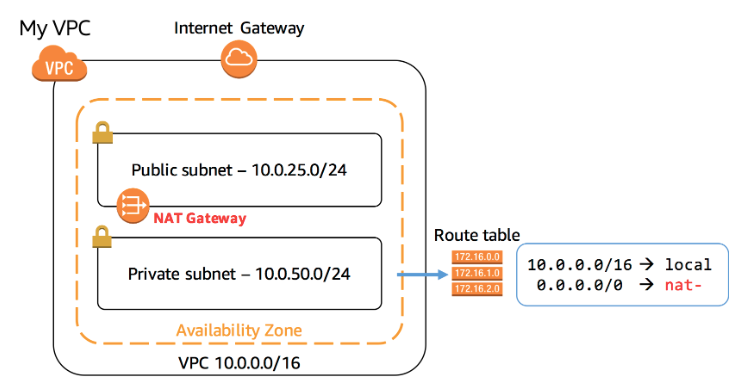 My VPC
Internet Gateway
VPC
Public subnet – 10.0.25.0/24
NAT Gateway
Private subnet – 10.0.50.0/24
Availability Zone
VPC 10.0.0.0/16
Route table
172.16.0.0
172.16.1.0
172.16.2.0
10.0.0.0/16 → local
0.0.0.0/0 → nat-